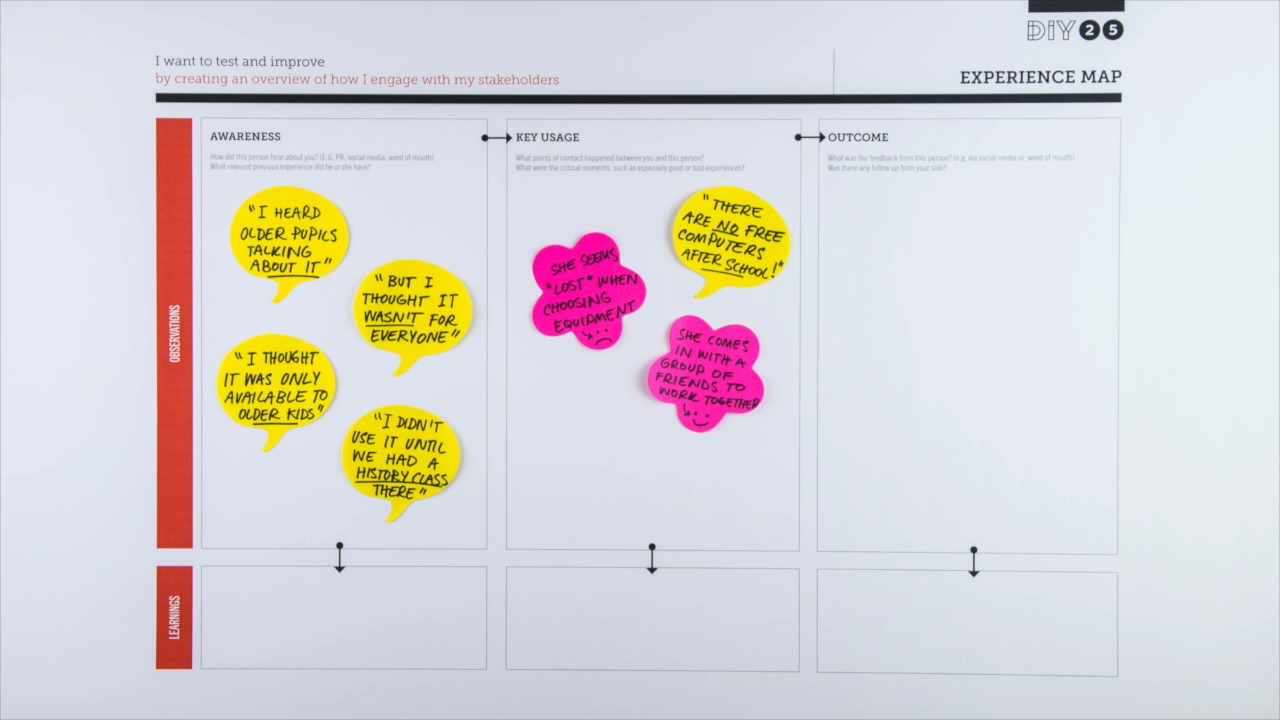 DIY 25
I want to test and improve
by creating an overview of how I engage with my stakeholders
EXPERIENCE MAP
OBSERVATIONS
AWARENESS
How did this person hear about you? (E.G. PR, social media, word of mouth)
What relevant previous experience did he or she have?
"I HEARD
OLDER PUPILS
TALKING
ABOUT IT"
"BUT I
THOUGHT IT
WASN'T FOR
EVERYONE"
"I THOUGHT
IT WAS ONLY
AVAILABLE TO
OLDER KIDS"
"I DIDN'T
USE IT UNTIL
WE HAD A
HISTORY CLASS
THERE"
KEY USAGE
What points of contact happened between you and this person?
What were the critical moments, such as especially good or bad experiences?
SHE SEEMS
"LOST" WHEN
CHOOSING
EQUIPMENT
"THERE
ARE NO FREE
COMPUTERS
AFTER SCHOOL!"
SHE COMES
IN WITH A
GROUP OF
FRIENDS TO
WORK TOGETHER
OUTCOME
What was the feedback from this person? (e.g. via social media or word of mouth)
Was there any follow up from your side?
LEARNINGS